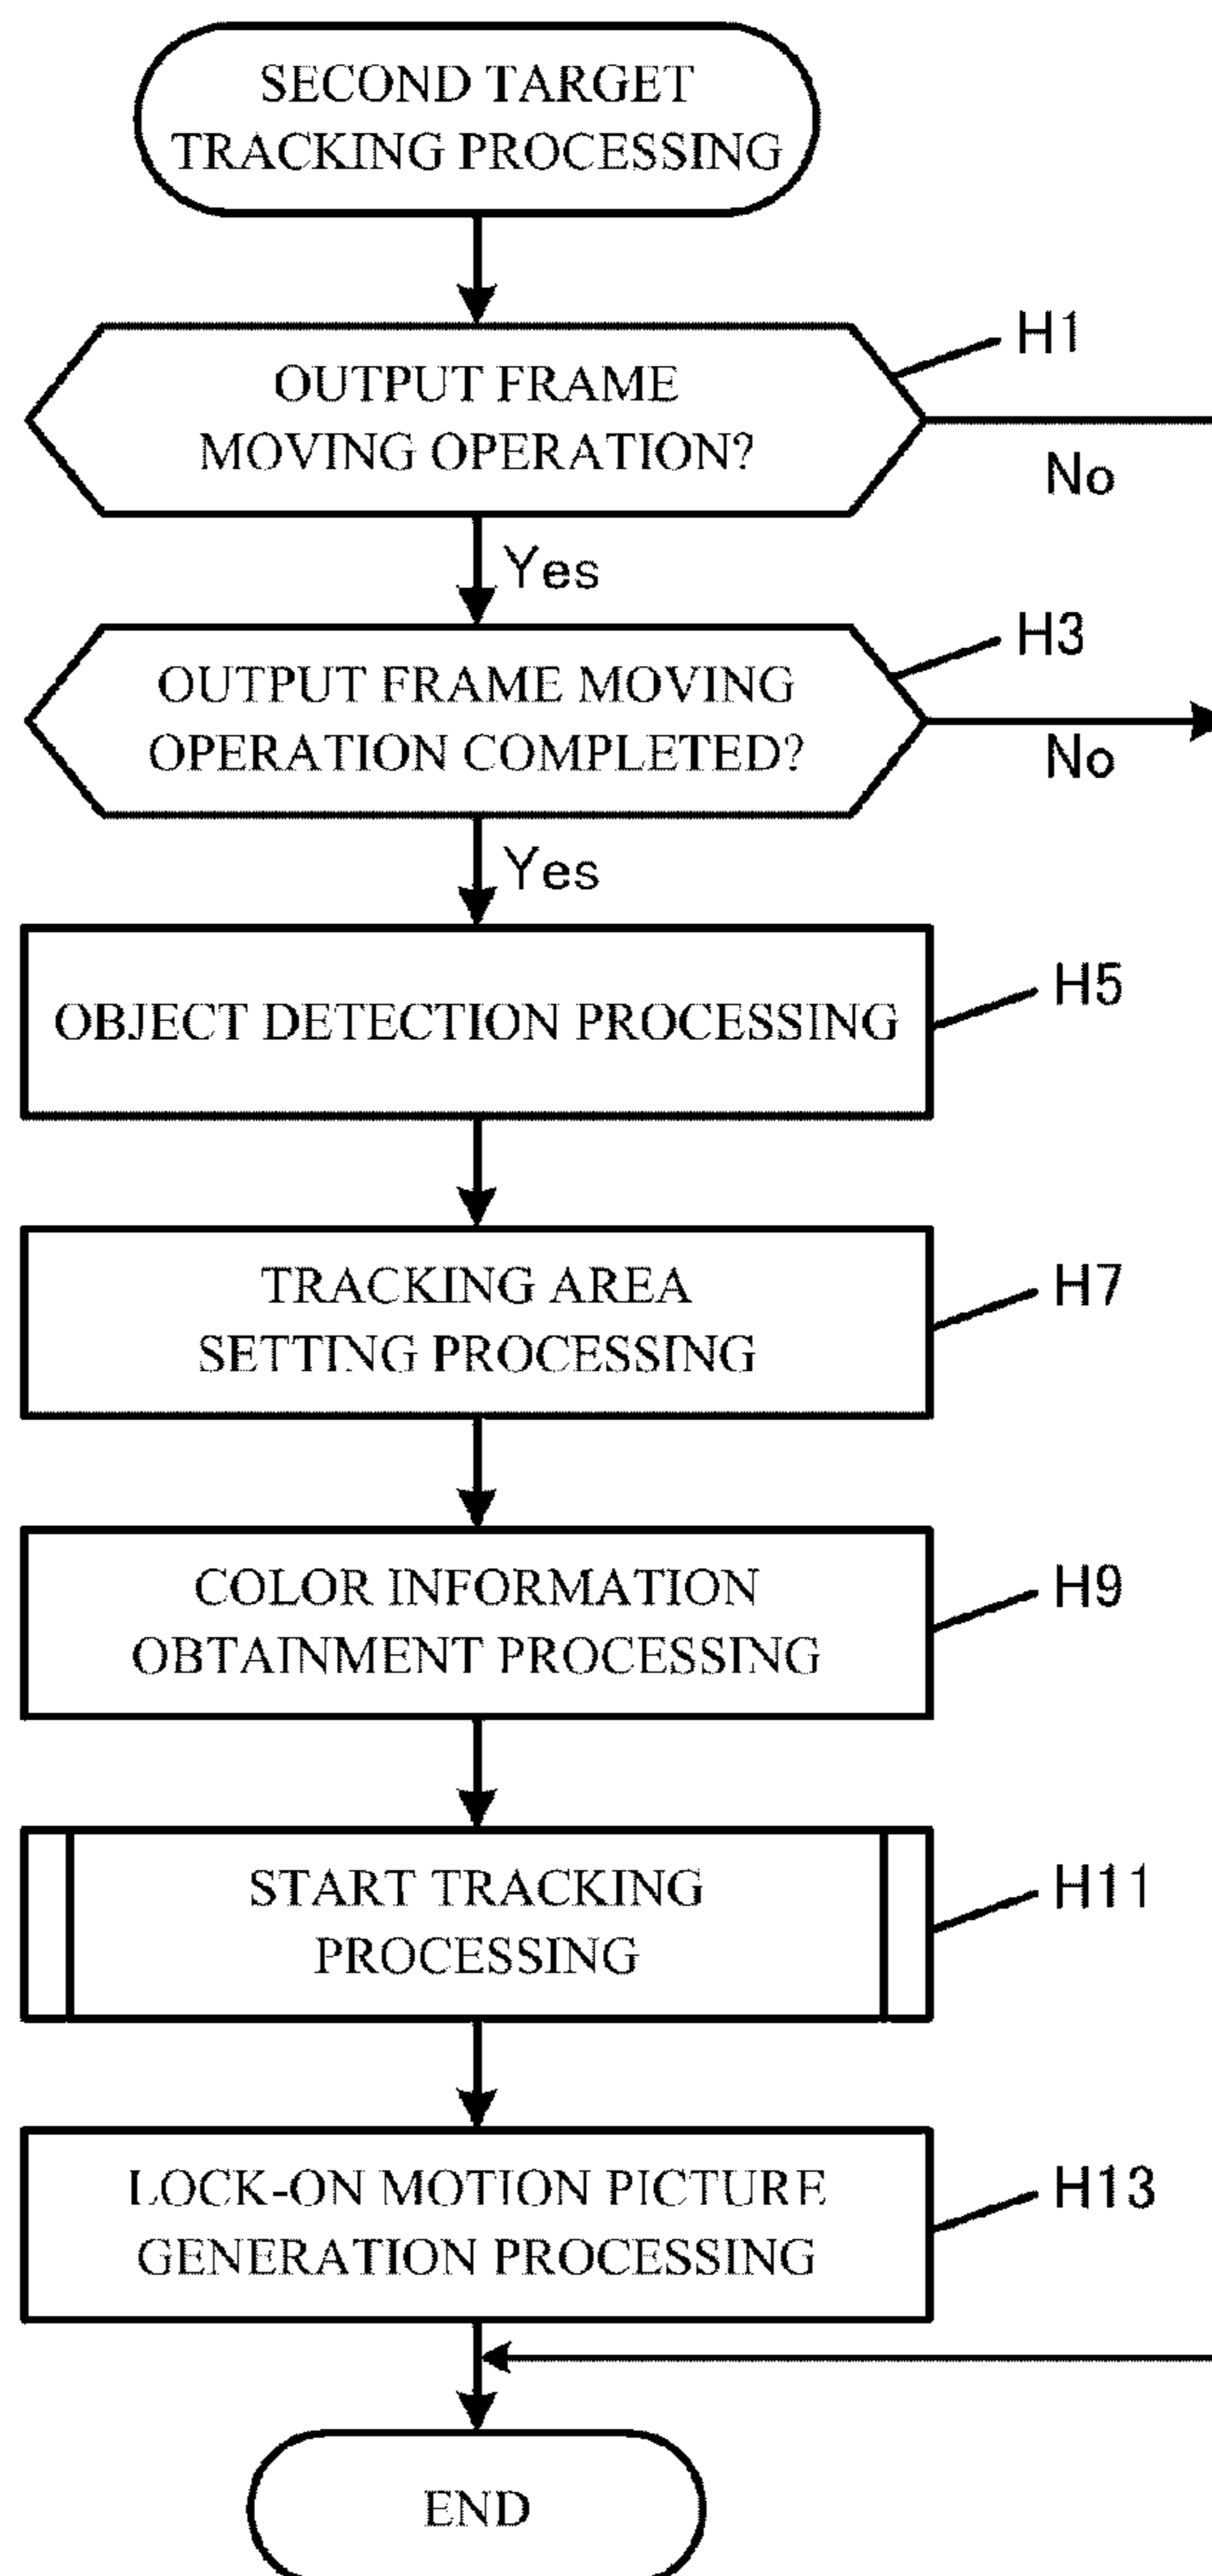 SECOND TARGET
TRACKING PROCESSING
OUTPUT FRAME
MOVING OPERATION?
H1
No
Yes
OUTPUT FRAME MOVING
OPERATION COMPLETED?
H3
No
Yes
OBJECT DETECTION PROCESSING
H5
TRACKING AREA
SETTING PROCESSING
H7
COLOR INFORMATION
OBTAINMENT PROCESSING
H9
START TRACKING
PROCESSING
H11
LOCK-ON MOTION PICTURE
GENERATION PROCESSING
H13
END